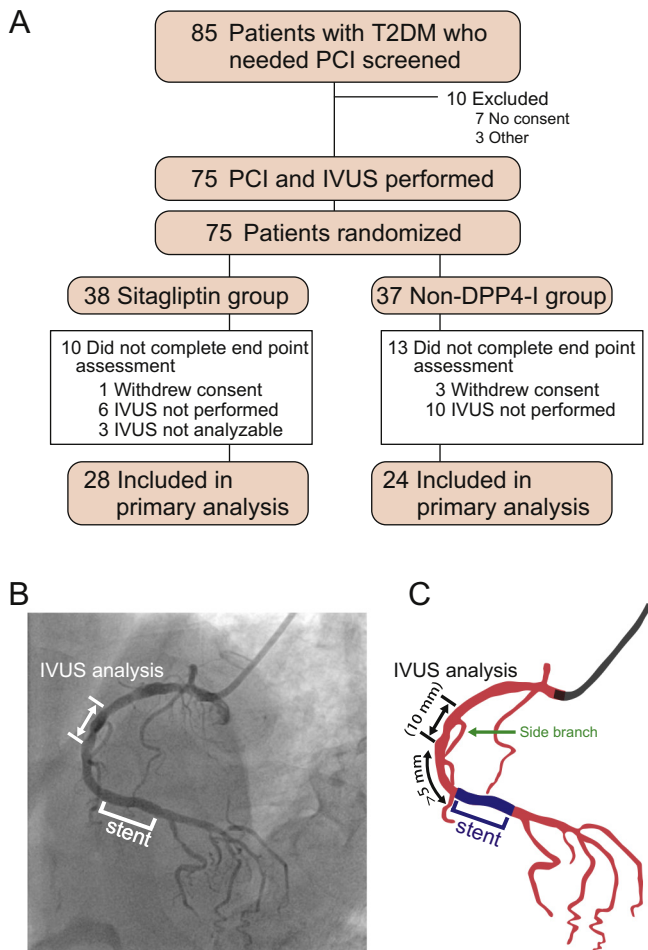 A
85 Patients with T2DM who
needed PCI screened
10 Excluded
7 No consent
3 Other
75 PCI and IVUS performed
75 Patients randomized
38 Sitagliptin group
37 Non-DPP4-I group
10 Did not complete end point
assessment
1 Withdrew consent
6 IVUS not performed
3 IVUS not analyzable
13 Did not complete end point
assessment
3 Withdrew consent
10 IVUS not performed
28 Included in
primary analysis
24 Included in
primary analysis
B
IVUS analysis
stent
C
IVUS analysis
(10 mm)
Side branch
>5 mm
stent